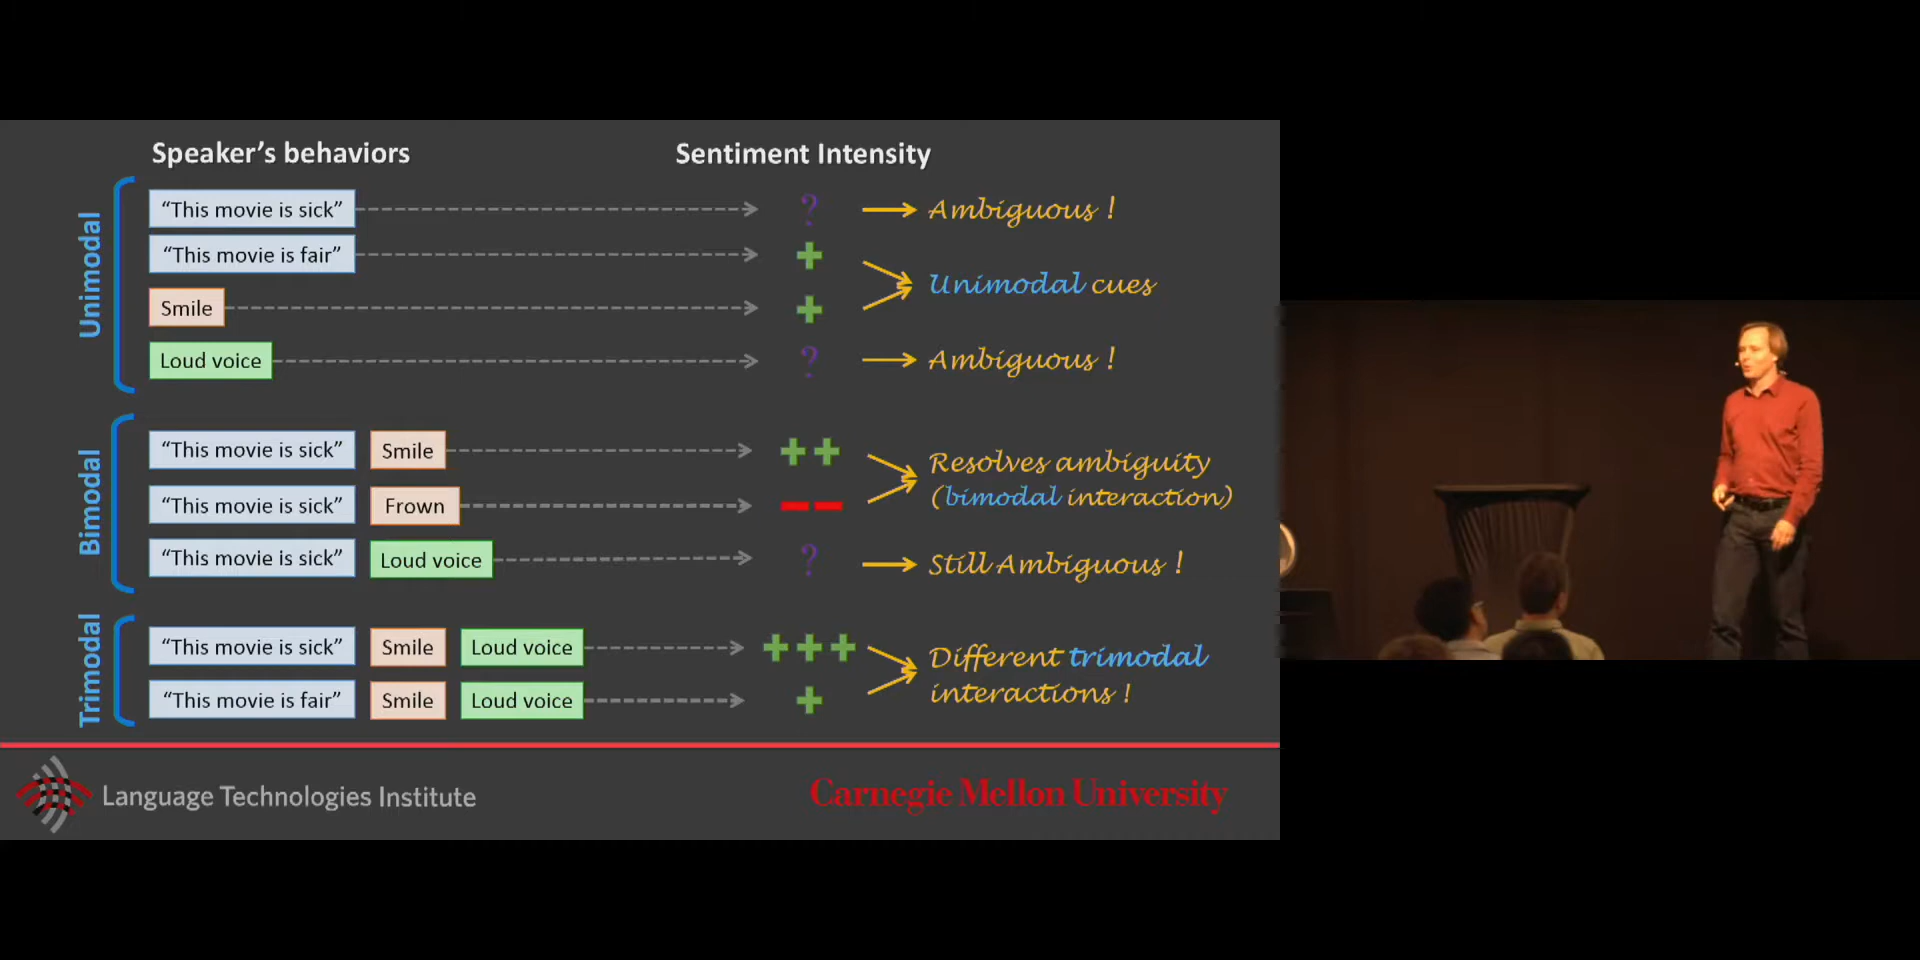 Speaker's behaviors Sentiment Intensity
Unimodal
"This movie is sick" ? Ambiguous !
"This movie is fair" +
Unimodal cues
Smile +
Loud voice ? Ambiguous !
Bimodal
"This movie is sick" Smile ++
Resolves ambiguity
(bimodal interaction)
"This movie is sick" Frown − −
"This movie is sick" Loud voice ? Still Ambiguous !
Trimodal
"This movie is sick" Smile Loud voice +++
Different trimodal
interactions !
"This movie is fair" Smile Loud voice +
Language Technologies Institute Carnegie Mellon University